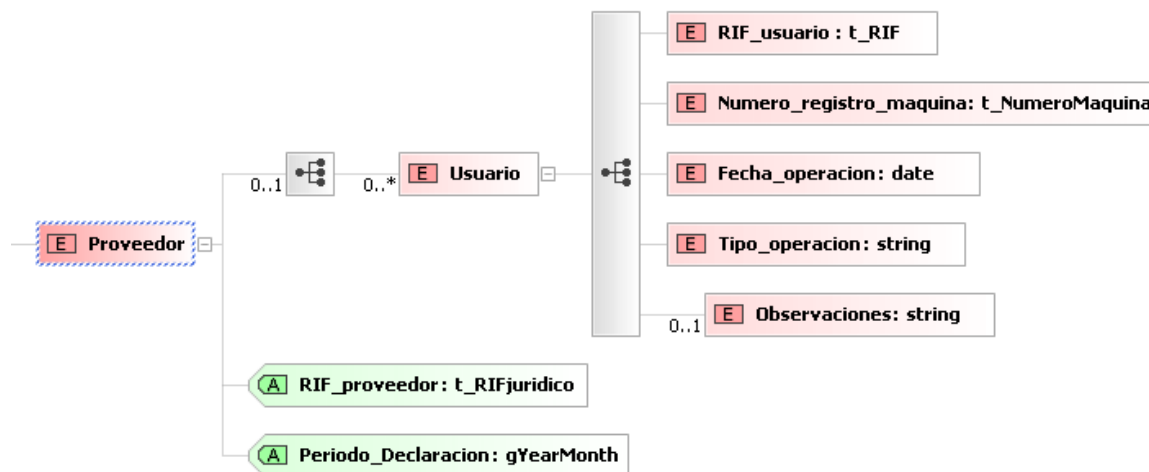 E RIF_usuario : t_RIF
E Numero_registro_maquina: t_NumeroMaquina
0..1 0..* E Usuario
E Fecha_operacion: date
E Proveedor
E Tipo_operacion: string
0..1 E Observaciones: string
A RIF_proveedor: t_RIFjuridico
A Periodo_Declaracion: gYearMonth